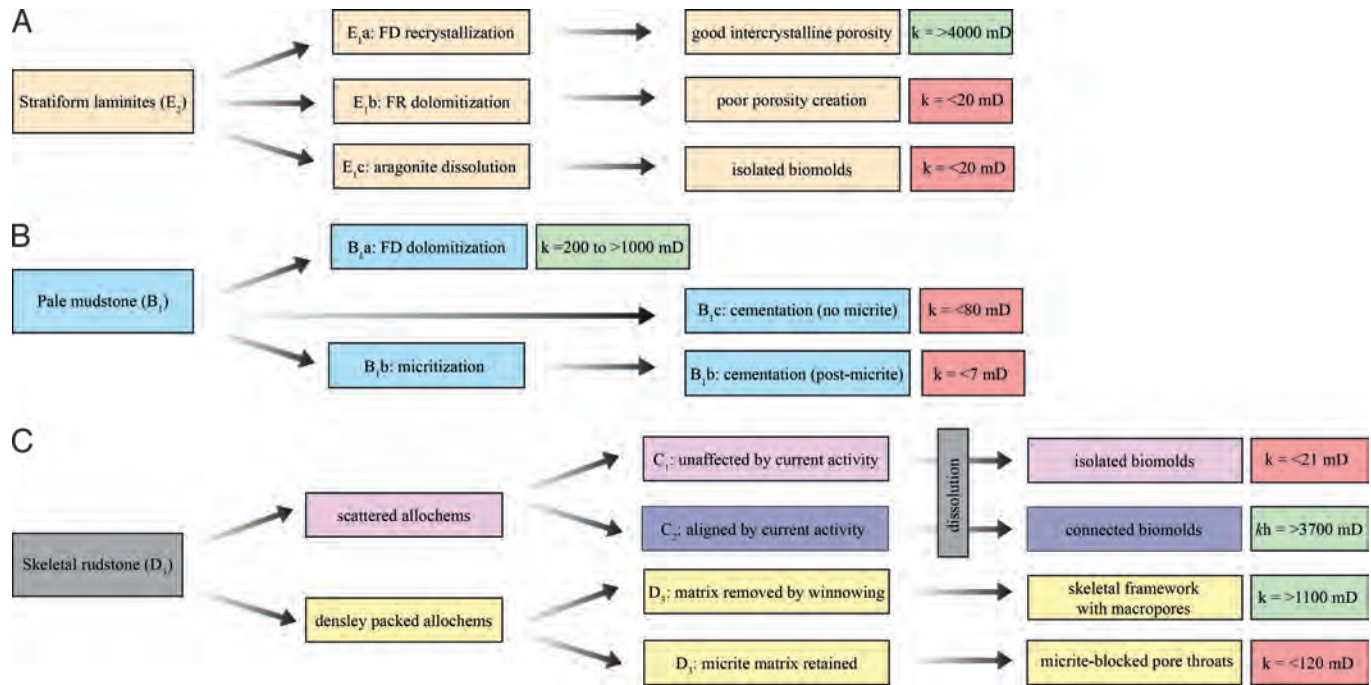 A
E₁a: FD recrystallization
good intercrystline porosity
k = >4000 mD
Stratiform laminites (E₂)
E₁b: FR dolomitization
poor porosity creation
k = <20 mD
E₁c: aragonite dissolution
isolated biomolds
k = <20 mD
B
B₁a: FD dolomitization
k =200 to >1000 mD
Pale mudstone (B₁)
B₁c: cementation (no micrite)
k = <80 mD
B₁b: micritization
B₁b: cementation (post-micrite)
k = <7 mD
C
C₁: unaffected by current activity
dissolution
isolated biomolds
k = <21 mD
scattered allochems
C₂: aligned by current activity
connected biomolds
kh = >3700 mD
Skeletal rudstone (D₃)
D₃: matrix removed by winnowing
skeletal framework
with macropores
k = >1100 mD
densley packed allochems
D₃: micrite matrix retained
micrite-blocked pore throats
k = <120 mD